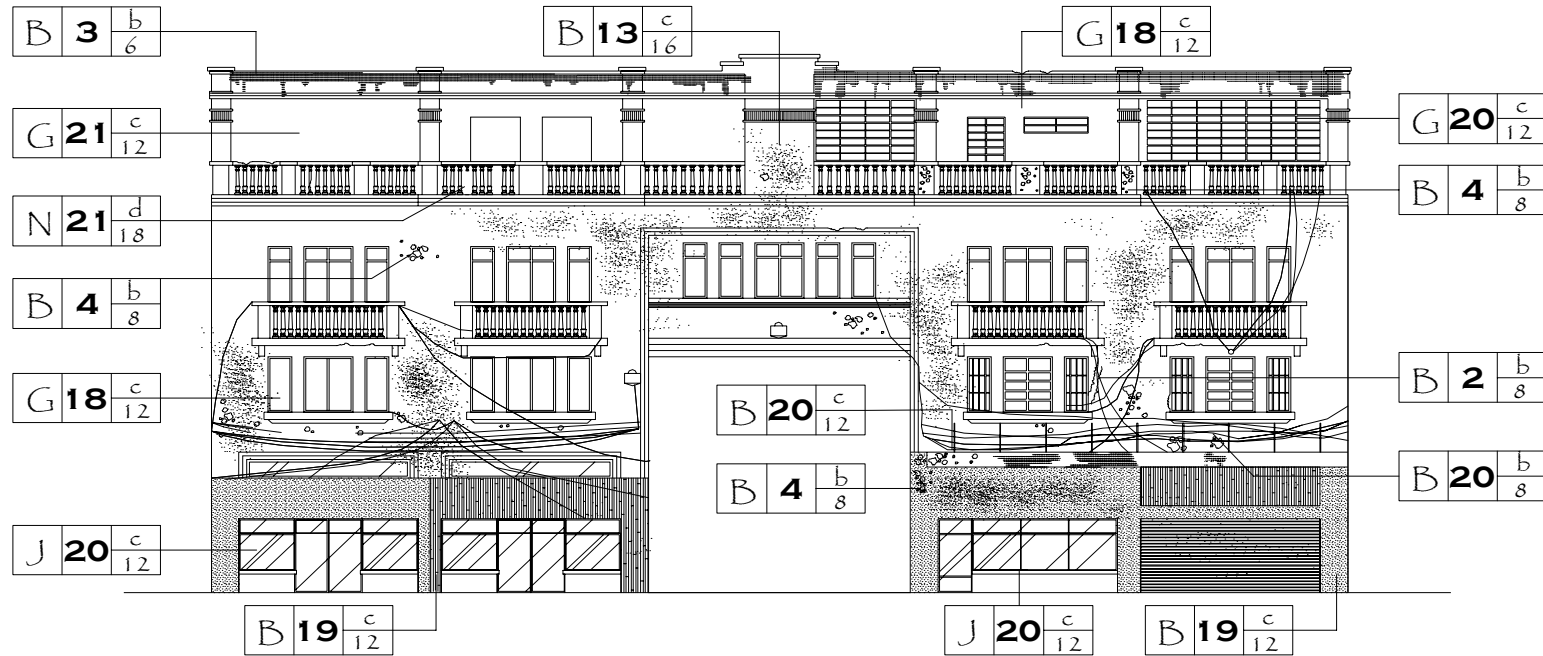 B 3 b 6
B 13 c 16
G 18 c 12
G 21 c 12
G 20 c 12
N 21 d 18
B 4 b 8
B 4 b 8
G 18 c 12
B 2 b 8
B 20 c 12
B 4 b 8
B 20 b 8
J 20 c 12
B 19 c 12
J 20 c 12
B 19 c 12